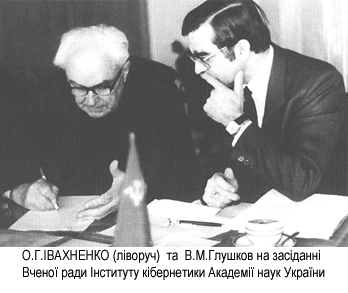 О.Г.ІВАХНЕНКО (ліворуч) та В.М.Глушков на засіданні
Вченої ради Інституту кібернетики Академії наук України